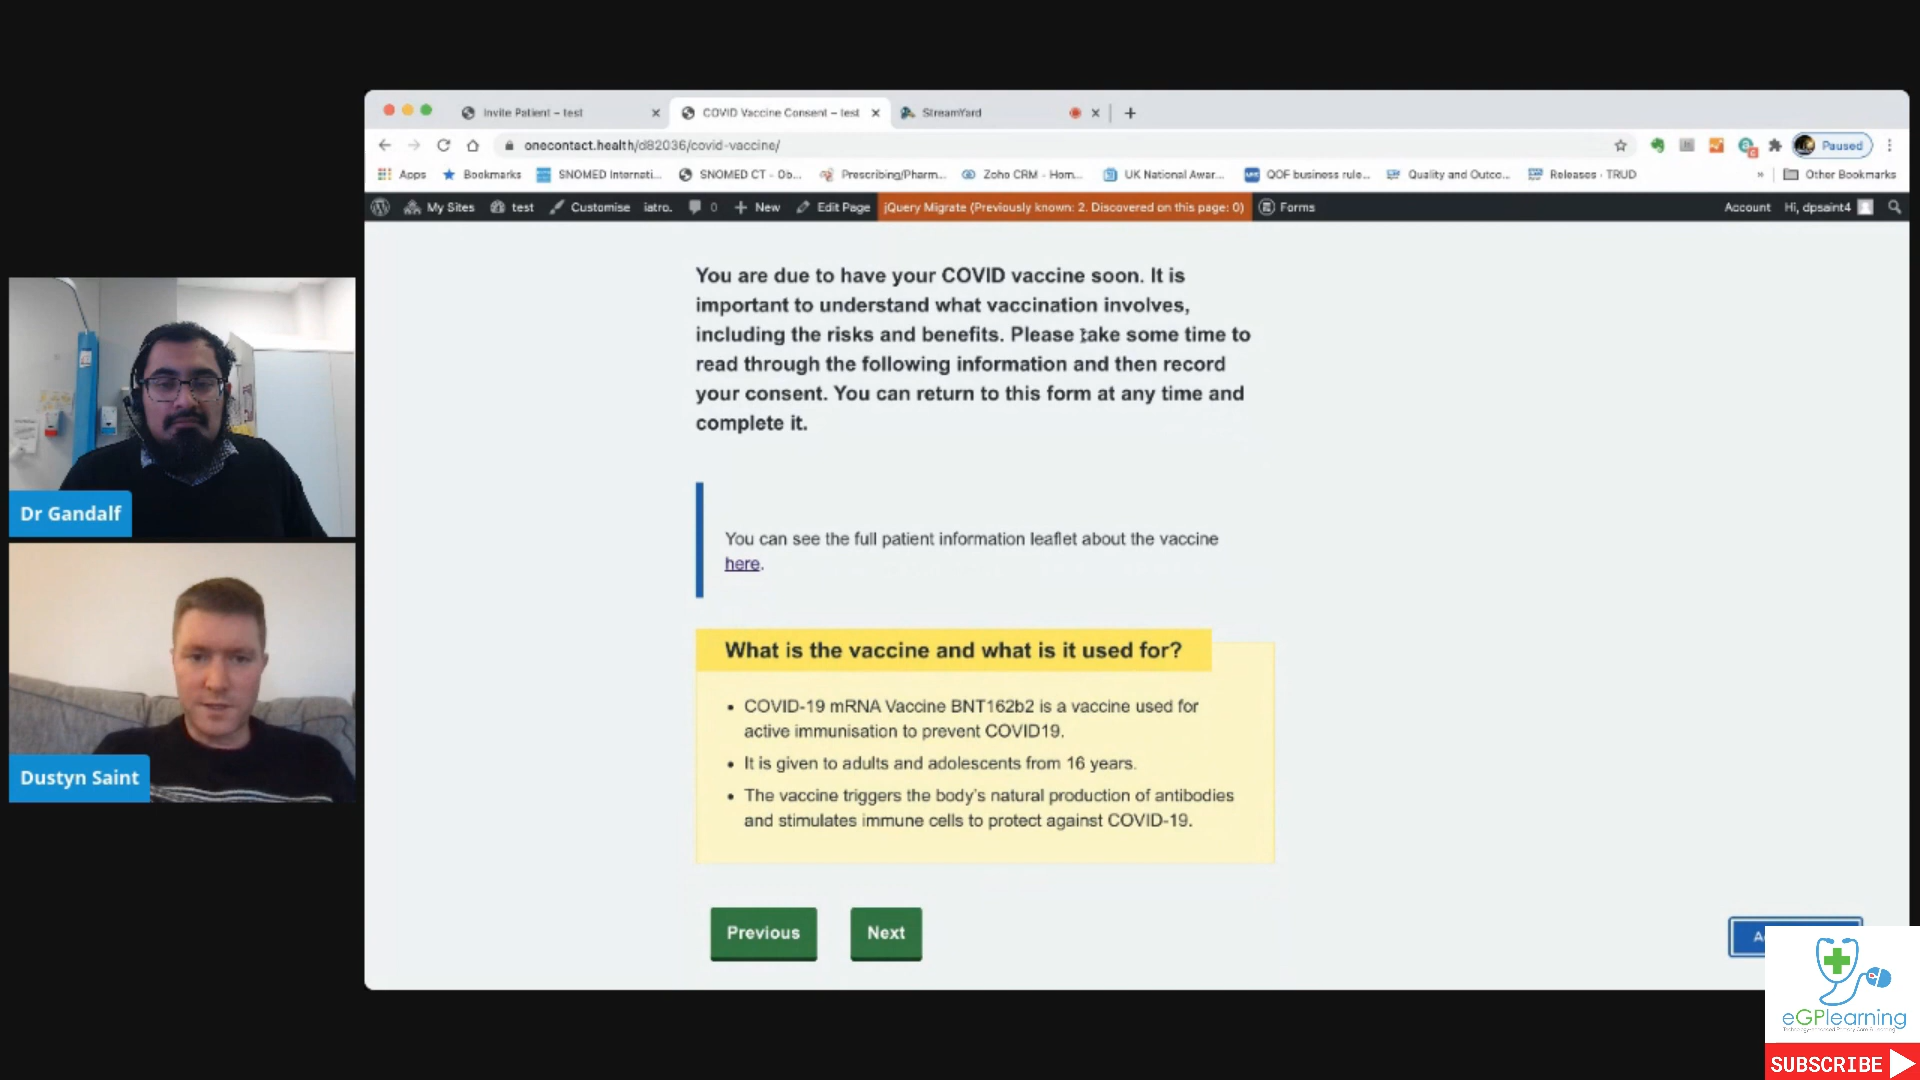 Invite Patient – test
COVID Vaccine Consent – test
StreamYard
onecontact.health/d82036/covid-vaccine/
Paused
Apps
Bookmarks
SNOMED Internati...
SNOMED CT - Ob...
Prescribing/Pharm...
Zoho CRM - Hom...
UK National Awar...
QOF business rule...
Quality and Outco...
Releases · TRUD
»
Other Bookmarks
My Sites
test
Customise
iatro.
0
New
Edit Page
jQuery Migrate (Previously known: 2. Discovered on this page: 0)
Forms
Account
Hi, dpsaint4
You are due to have your COVID vaccine soon. It is
important to understand what vaccination involves,
including the risks and benefits. Please take some time to
read through the following information and then record
your consent. You can return to this form at any time and
complete it.
You can see the full patient information leaflet about the vaccine
here.
What is the vaccine and what is it used for?
• COVID-19 mRNA Vaccine BNT162b2 is a vaccine used for
active immunisation to prevent COVID19.
• It is given to adults and adolescents from 16 years.
• The vaccine triggers the body's natural production of antibodies
and stimulates immune cells to protect against COVID-19.
Previous
Next
Dr Gandalf
Dustyn Saint
eGPlearning
SUBSCRIBE